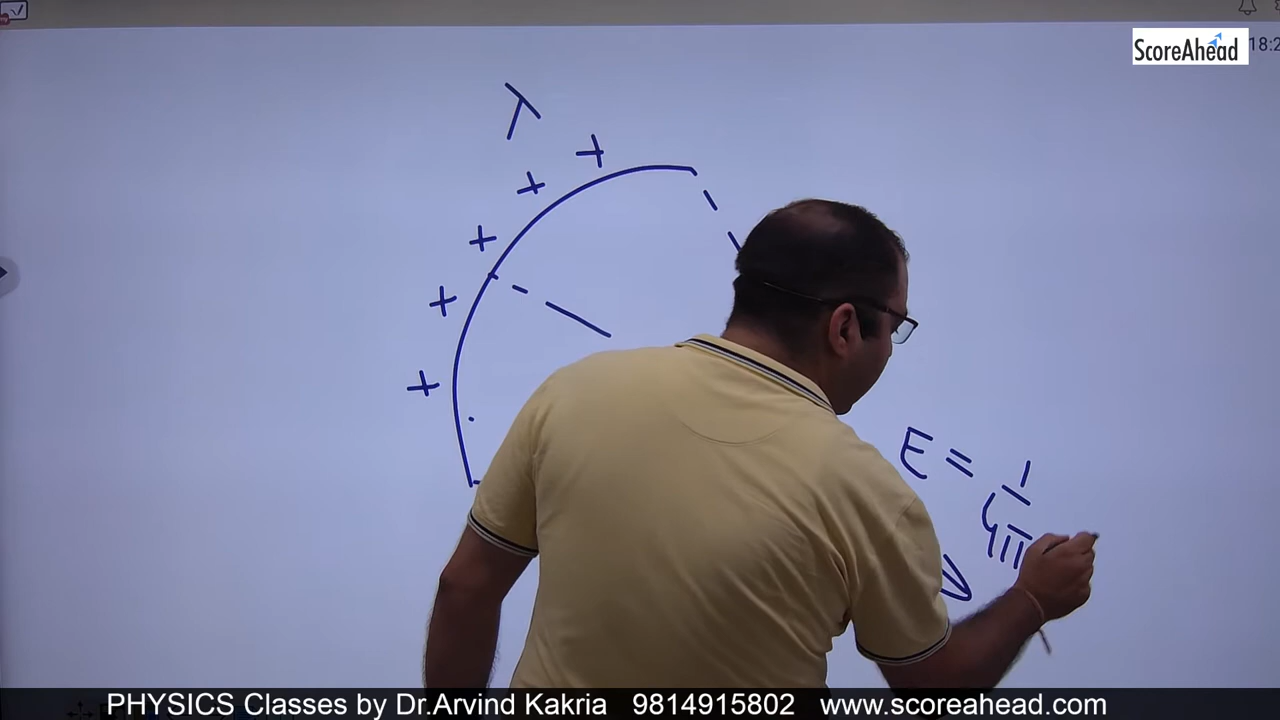 ScoreAhead
18:2
λ
+
+
+
+
+
E = 1
4π
PHYSICS Classes by Dr.Arvind Kakria 9814915802 www.scoreahead.com